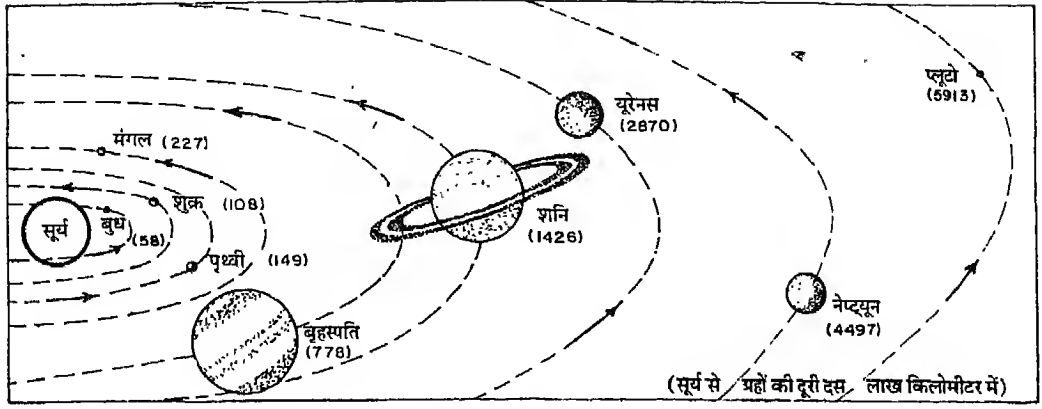 प्लूटो
(5913)
यूरेनस
(2870)
मंगल (227)
शुक्र (108)
सूर्य
बुध
(58)
शनि
(1426)
पृथ्वी (149)
नेप्ट्यून
(4497)
बृहस्पति
(778)
(सूर्य से ग्रहों की दूरी दस लाख किलोमीटर में)